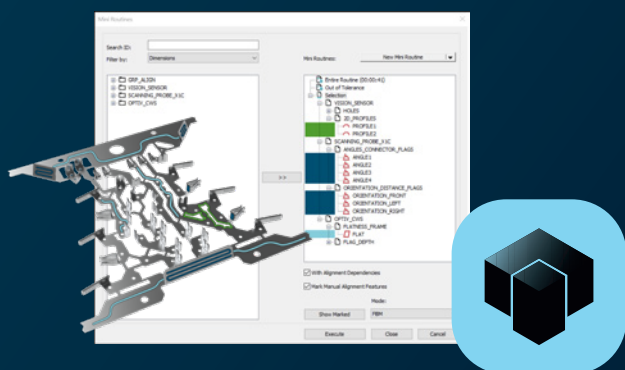 Mini Routines
Search ID:
Filter by: Dimensions
GRP_ALIGN
VISION_SENSOR
SCANNING_PROBE_X1C
OPTIV_CWS
>>
Mini Routines: New Mini Routine
Entire Routine (00:00:41)
Out of Tolerance
Selection
VISION_SENSOR
HOLES
2D_PROFILES
PROFILE1
PROFILE2
SCANNING_PROBE_X1C
ANGLES_CONNECTOR_FLAGS
ANGLE1
ANGLE2
ANGLE3
ANGLE4
ORIENTATION_DISTANCE_FLAGS
ORIENTATION_FRONT
ORIENTATION_LEFT
ORIENTATION_RIGHT
OPTIV_CWS
FLATNESS_FRAME
FLAT
FLAG_DEPTH
With Alignment Dependencies
Mark Manual Alignment Features
Mode:
Show Marked
Execute Close Cancel